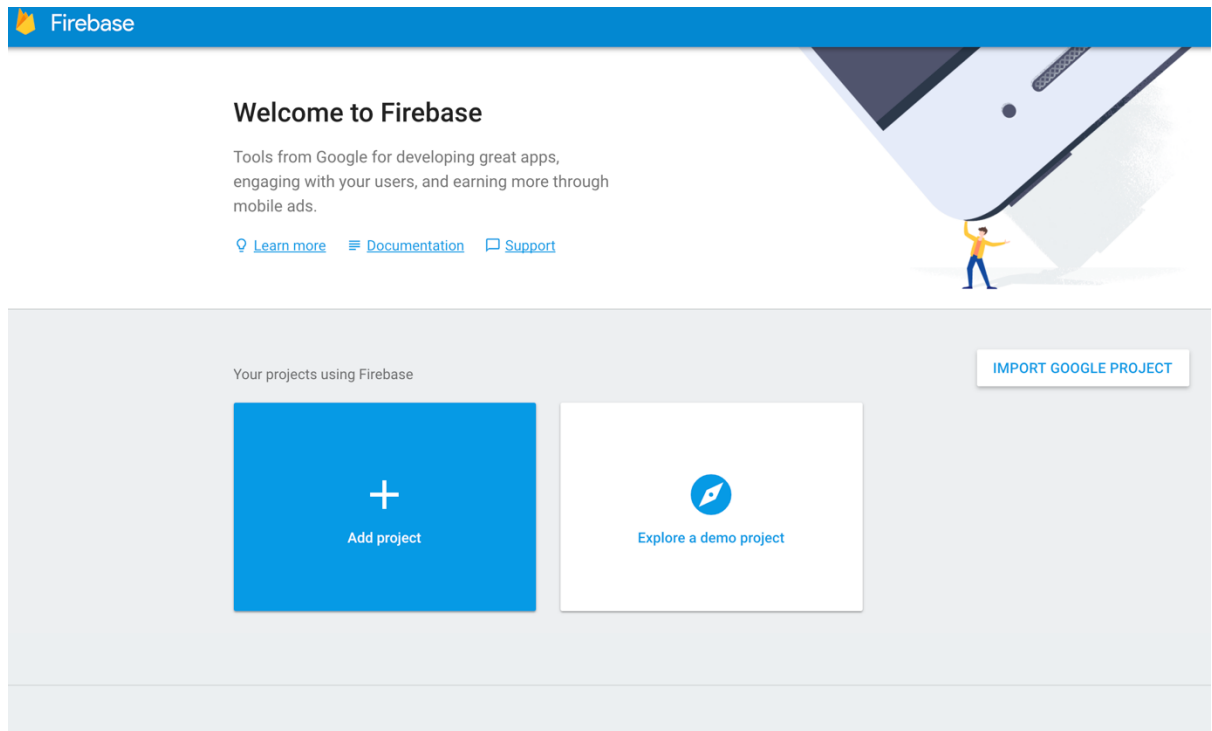 Firebase
Welcome to Firebase
Tools from Google for developing great apps,
engaging with your users, and earning more through
mobile ads.
Learn more Documentation Support
Your projects using Firebase
IMPORT GOOGLE PROJECT
Add project
Explore a demo project